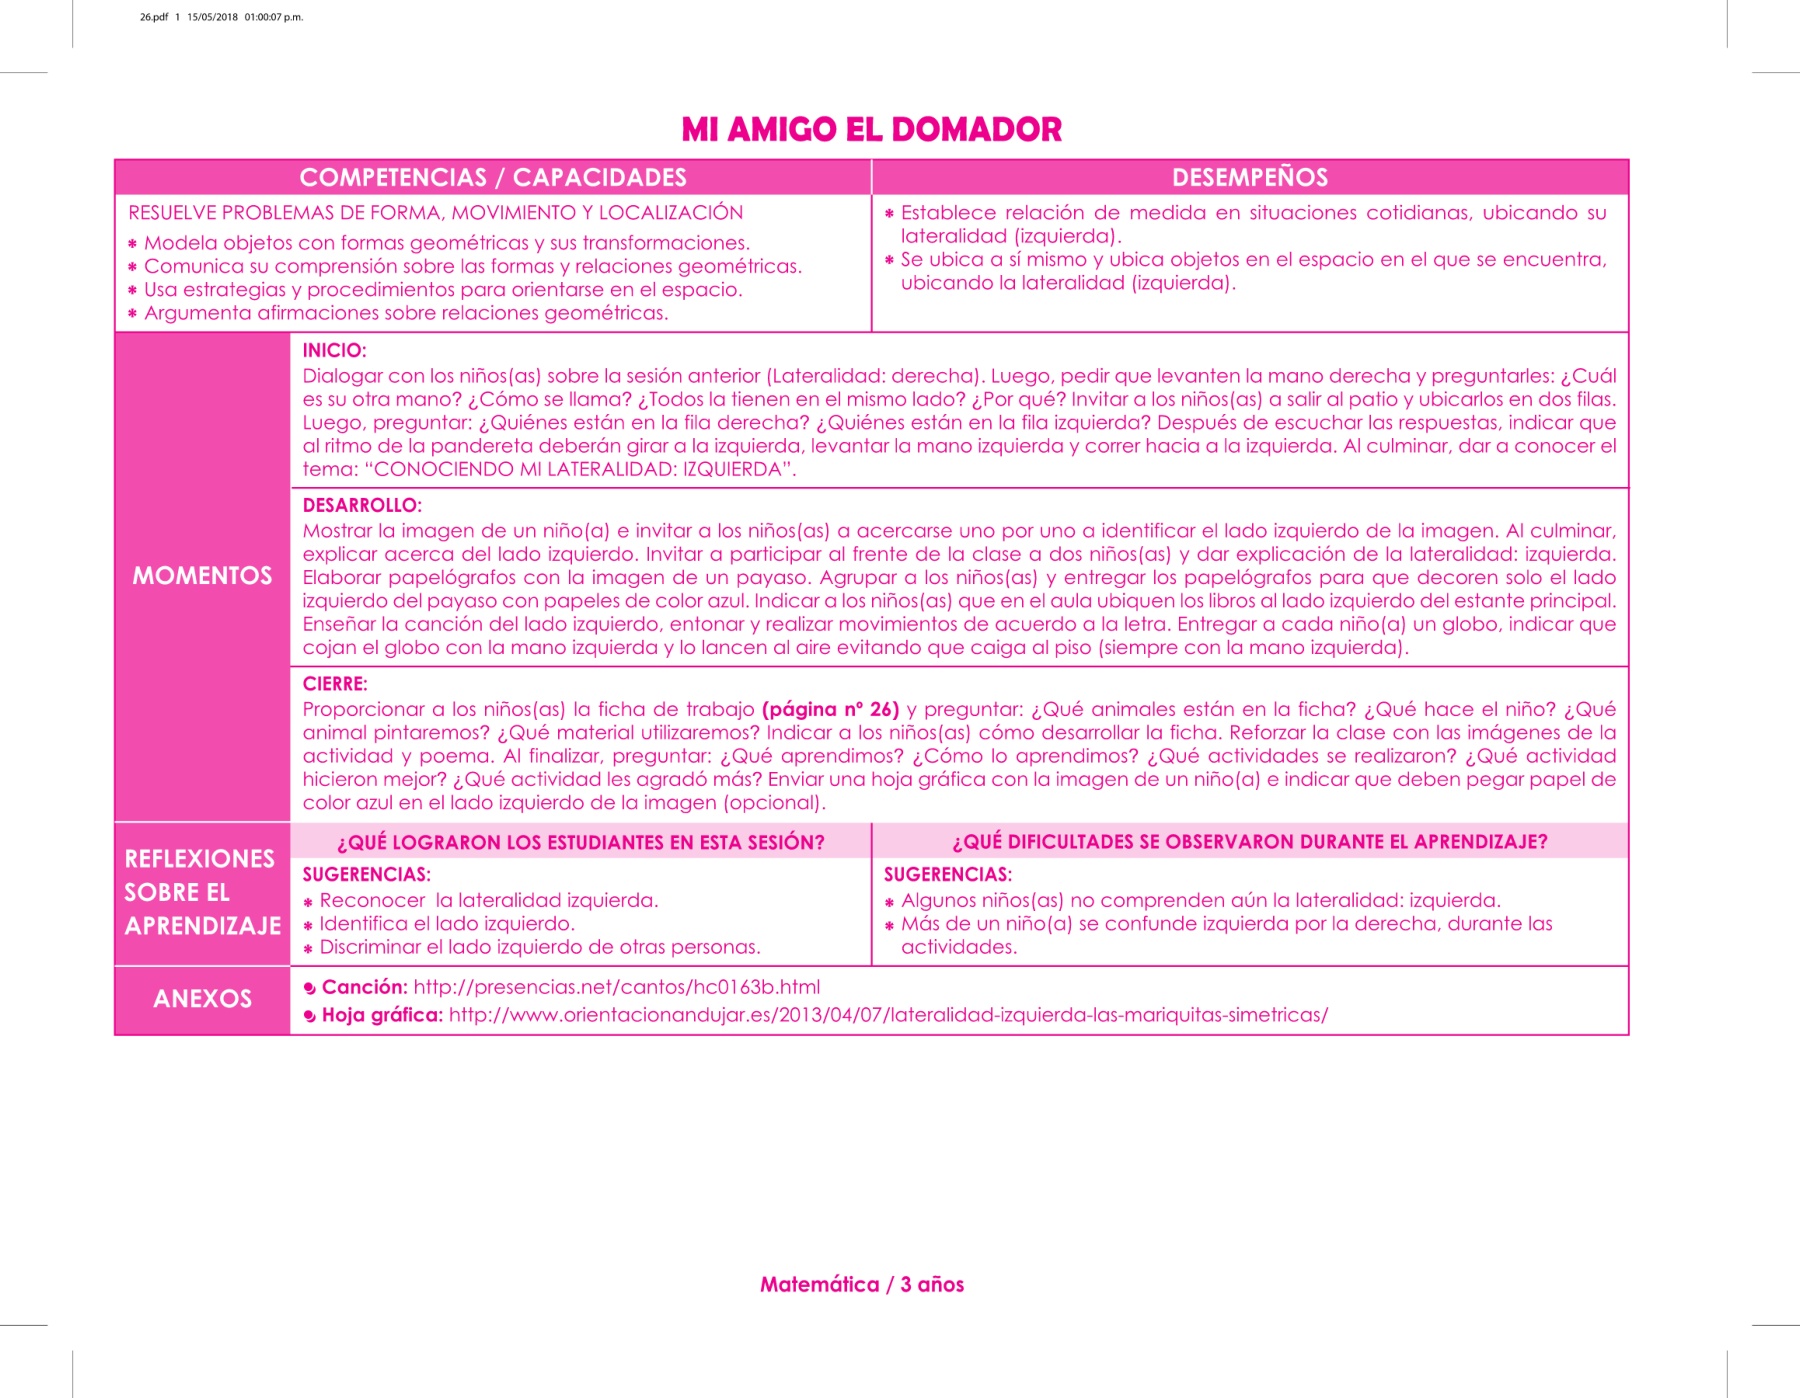 26.pdf 1 15/05/2018 01:00:07 p.m.
MI AMIGO EL DOMADOR
COMPETENCIAS / CAPACIDADES
RESUELVE PROBLEMAS DE FORMA, MOVIMIENTO Y LOCALIZACIÓN
* Modela objetos con formas geométricas y sus transformaciones.
* Comunica su comprensión sobre las formas y relaciones geométricas.
* Usa estrategias y procedimientos para orientarse en el espacio.
* Argumenta afirmaciones sobre relaciones geométricas.
DESEMPEÑOS
* Establece relación de medida en situaciones cotidianas, ubicando su
lateralidad (izquierda).
* Se ubica a sí mismo y ubica objetos en el espacio en el que se encuentra,
ubicando la lateralidad (izquierda).
MOMENTOS
INICIO:
Dialogar con los niños(as) sobre la sesión anterior (Lateralidad: derecha). Luego, pedir que levanten la mano derecha y preguntarles: ¿Cuál
es su otra mano? ¿Cómo se llama? ¿Todos la tienen en el mismo lado? ¿Por qué? Invitar a los niños(as) a salir al patio y ubicarlos en dos filas.
Luego, preguntar: ¿Quiénes están en la fila derecha? ¿Quiénes están en la fila izquierda? Después de escuchar las respuestas, indicar que
al ritmo de la pandereta deberán girar a la izquierda, levantar la mano izquierda y correr hacia a la izquierda. Al culminar, dar a conocer el
tema: “CONOCIENDO MI LATERALIDAD: IZQUIERDA”.
DESARROLLO:
Mostrar la imagen de un niño(a) e invitar a los niños(as) a acercarse uno por uno a identificar el lado izquierdo de la imagen. Al culminar,
explicar acerca del lado izquierdo. Invitar a participar al frente de la clase a dos niños(as) y dar explicación de la lateralidad: izquierda.
Elaborar papelógrafos con la imagen de un payaso. Agrupar a los niños(as) y entregar los papelógrafos para que decoren solo el lado
izquierdo del payaso con papeles de color azul. Indicar a los niños(as) que en el aula ubiquen los libros al lado izquierdo del estante principal.
Enseñar la canción del lado izquierdo, entonar y realizar movimientos de acuerdo a la letra. Entregar a cada niño(a) un globo, indicar que
cojan el globo con la mano izquierda y lo lancen al aire evitando que caiga al piso (siempre con la mano izquierda).
CIERRE:
Proporcionar a los niños(as) la ficha de trabajo (página nº 26) y preguntar: ¿Qué animales están en la ficha? ¿Qué hace el niño? ¿Qué
animal pintaremos? ¿Qué material utilizaremos? Indicar a los niños(as) cómo desarrollar la ficha. Reforzar la clase con las imágenes de la
actividad y poema. Al finalizar, preguntar: ¿Qué aprendimos? ¿Cómo lo aprendimos? ¿Qué actividades se realizaron? ¿Qué actividad
hicieron mejor? ¿Qué actividad les agradó más? Enviar una hoja gráfica con la imagen de un niño(a) e indicar que deben pegar papel de
color azul en el lado izquierdo de la imagen (opcional).
REFLEXIONES
SOBRE EL
APRENDIZAJE
¿QUÉ LOGRARON LOS ESTUDIANTES EN ESTA SESIÓN?
SUGERENCIAS:
* Reconocer la lateralidad izquierda.
* Identifica el lado izquierdo.
* Discriminar el lado izquierdo de otras personas.
¿QUÉ DIFICULTADES SE OBSERVARON DURANTE EL APRENDIZAJE?
SUGERENCIAS:
* Algunos niños(as) no comprenden aún la lateralidad: izquierda.
* Más de un niño(a) se confunde izquierda por la derecha, durante las
actividades.
ANEXOS
Canción: http://presencias.net/cantos/hc0163b.html
Hoja gráfica: http://www.orientacionandujar.es/2013/04/07/lateralidad-izquierda-las-mariquitas-simetricas/
Matemática / 3 años